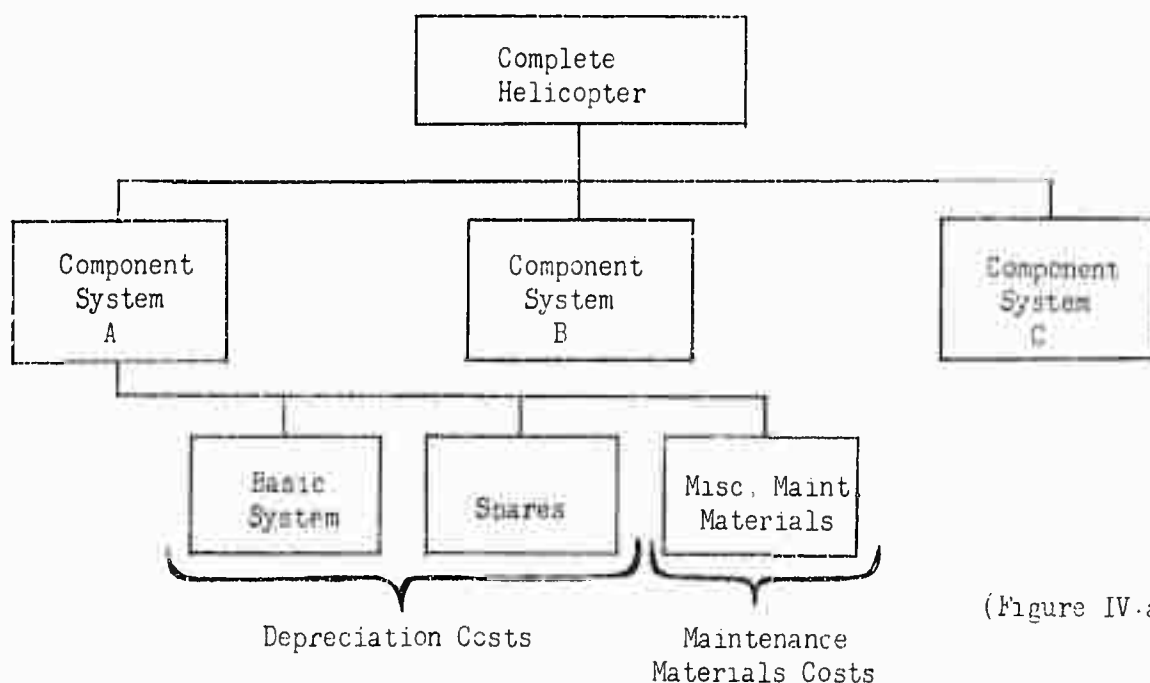 Complete
Helicopter
Component
System
A
Component
System
B
Component
System
C
Basic
System
Spares
Misc. Maint.
Materials
(Figure IV.a
Depreciation Costs
Maintenance
Materials Costs